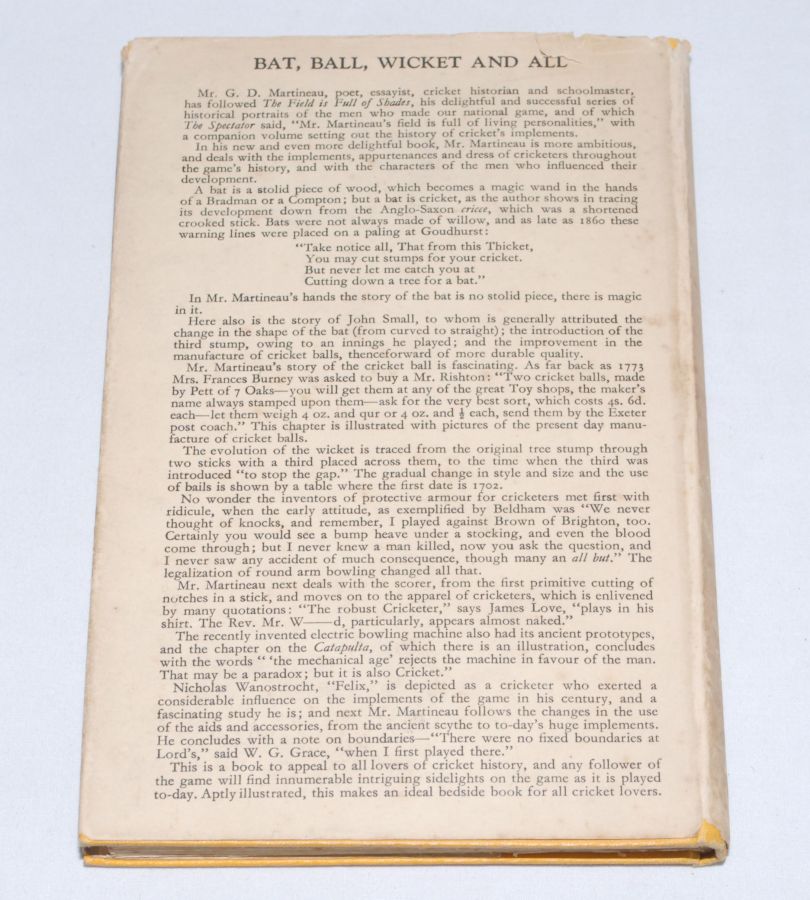 BAT, BALL, WICKET AND ALL
Mr. G. D. Martineau, poet, essayist, cricket historian and schoolmaster,
has followed The Field is Full of Shades, his delightful and successful series of
historical portraits of the men who made our national game, and of which
The Spectator said, "Mr. Martineau's field is full of living personalities," with
a companion volume setting out the history of cricket's implements.
In his new and even more delightful book, Mr. Martineau is more ambitious,
and deals with the implements, appurtenances and dress of cricketers throughout
the game's history, and with the characters of the men who influenced their
development.
A bat is a stolid piece of wood, which becomes a magic wand in the hands
of a Bradman or a Compton; but a bat is cricket, as the author shows in tracing
its development down from the Anglo-Saxon cricce, which was a shortened
crooked stick. Bats were not always made of willow, and as late as 1860 these
warning lines were placed on a paling at Goudhurst:
"Take notice all, That from this Thicket,
You may cut stumps for your cricket.
But never let me catch you at
Cutting down a tree for a bat."
In Mr. Martineau's hands the story of the bat is no stolid piece, there is magic
in it.
Here also is the story of John Small, to whom is generally attributed the
change in the shape of the bat (from curved to straight); the introduction of the
third stump, owing to an innings he played; and the improvement in the
manufacture of cricket balls, thenceforward of more durable quality.
Mr. Martineau's story of the cricket ball is fascinating. As far back as 1773
Mrs. Frances Burney was asked to buy a Mr. Rishton: "Two cricket balls, made
by Pett of 7 Oaks—you will get them at any of the great Toy shops, the maker's
name always stamped upon them—ask for the very best sort, which costs 4s. 6d.
each—let them weigh 4 oz. and qur or 4 oz. and ½ each, send them by the Exeter
post coach." This chapter is illustrated with pictures of the present day manu-
facture of cricket balls.
The evolution of the wicket is traced from the original tree stump through
two sticks with a third placed across them, to the time when the third was
introduced "to stop the gap." The gradual change in style and size and the use
of bails is shown by a table where the first date is 1702.
No wonder the inventors of protective armour for cricketers met first with
ridicule, when the early attitude, as exemplified by Beldham was "We never
thought of knocks, and remember, I played against Brown of Brighton, too.
Certainly you would see a bump heave under a stocking, and even the blood
come through; but I never knew a man killed, now you ask the question, and
I never saw any accident of much consequence, though many an all but." The
legalization of round arm bowling changed all that.
Mr. Martineau next deals with the scorer, from the first primitive cutting of
notches in a stick, and moves on to the apparel of cricketers, which is enlivened
by many quotations: "The robust Cricketer," says James Love, "plays in his
shirt. The Rev. Mr. W——d, particularly, appears almost naked."
The recently invented electric bowling machine also had its ancient prototypes,
and the chapter on the Catapulta, of which there is an illustration, concludes
with the words " 'the mechanical age' rejects the machine in favour of the man.
That may be a paradox; but it is also Cricket."
Nicholas Wanostrocht, "Felix," is depicted as a cricketer who exerted a
considerable influence on the implements of the game in his century, and a
fascinating study he is; and next Mr. Martineau follows the changes in the use
of the aids and accessories, from the ancient scythe to to-day's huge implements.
He concludes with a note on boundaries—"There were no fixed boundaries at
Lord's," said W. G. Grace, "when I first played there."
This is a book to appeal to all lovers of cricket history, and any follower of
the game will find innumerable intriguing sidelights on the game as it is played
to-day. Aptly illustrated, this makes an ideal bedside book for all cricket lovers.